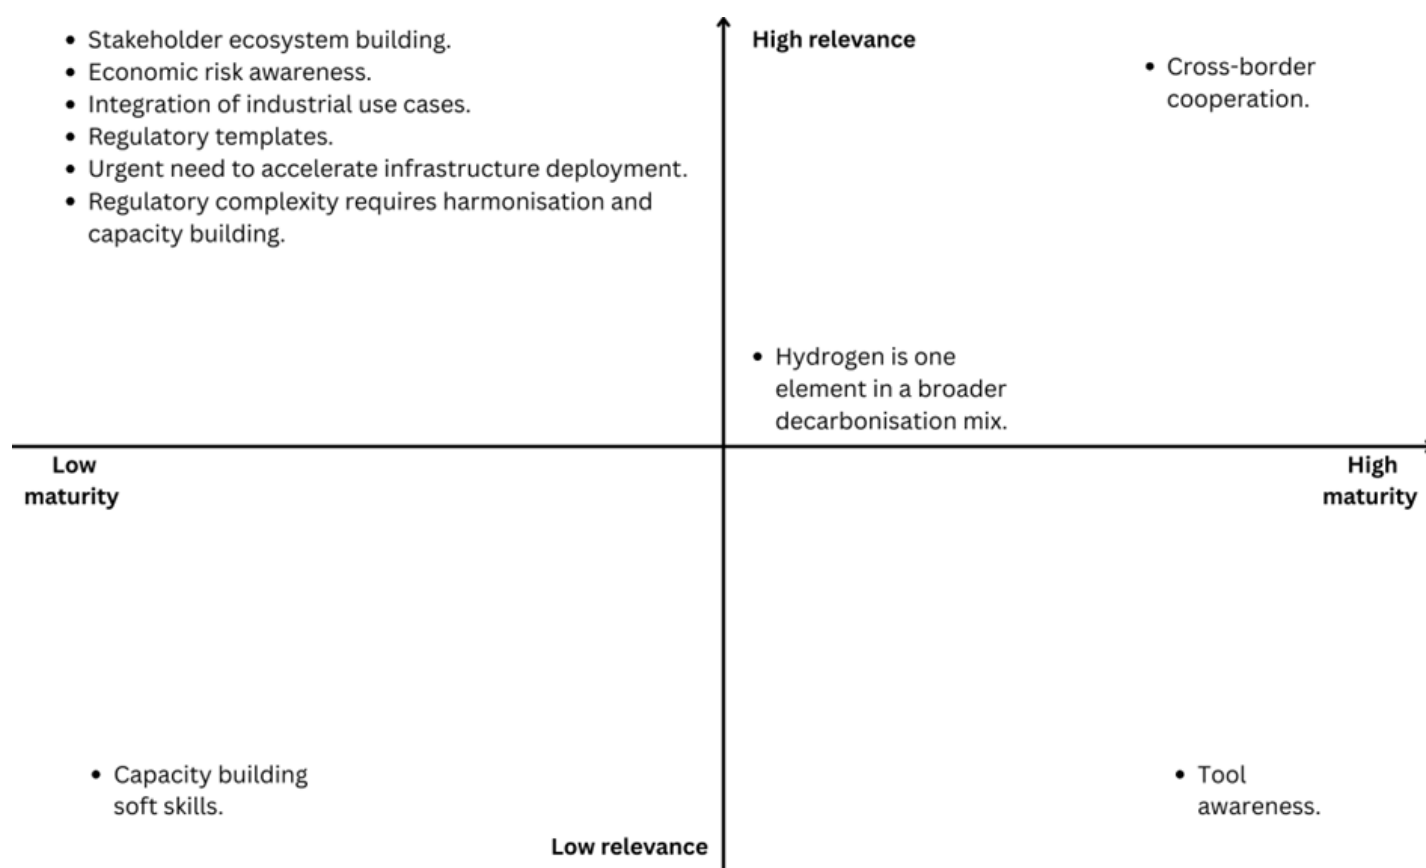 • Stakeholder ecosystem building.
• Economic risk awareness.
• Integration of industrial use cases.
• Regulatory templates.
• Urgent need to accelerate infrastructure deployment.
• Regulatory complexity requires harmonisation and
capacity building.
High relevance
• Cross-border
cooperation.
• Hydrogen is one
element in a broader
decarbonisation mix.
Low
maturity
High
maturity
• Capacity building
soft skills.
• Tool
awareness.
Low relevance